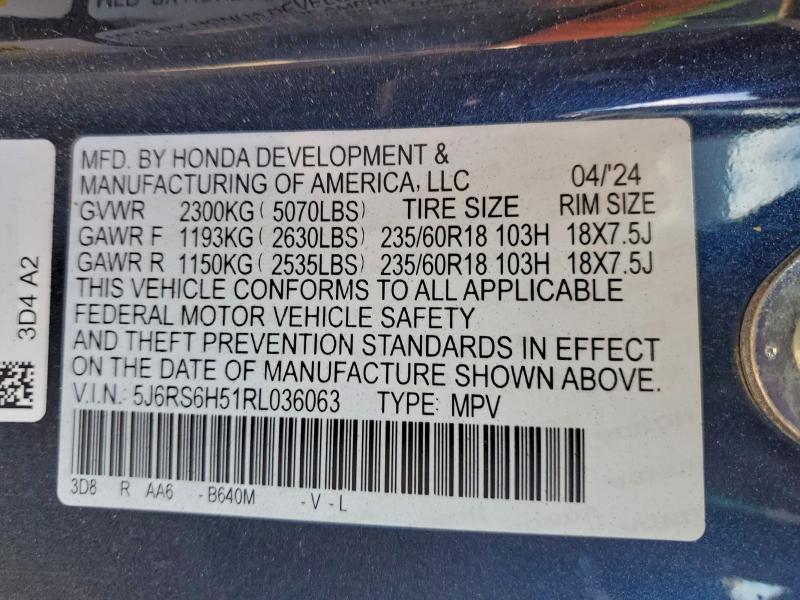 MFD. BY HONDA DEVELOPMENT &
MANUFACTURING OF AMERICA, LLC 04/'24
GVWR 2300KG( 5070LBS) TIRE SIZE RIM SIZE
GAWR F 1193KG( 2630LBS) 235/60R18 103H 18X7.5J
GAWR R 1150KG( 2535LBS) 235/60R18 103H 18X7.5J
THIS VEHICLE CONFORMS TO ALL APPLICABLE
FEDERAL MOTOR VEHICLE SAFETY
AND THEFT PREVENTION STANDARDS IN EFFECT
ON THE DATE OF MANUFACTURE SHOWN ABOVE.
V.I.N.: 5J6RS6H51RL036063 TYPE: MPV
3D8 R AA6 -B640M -V-L
3D4 A2